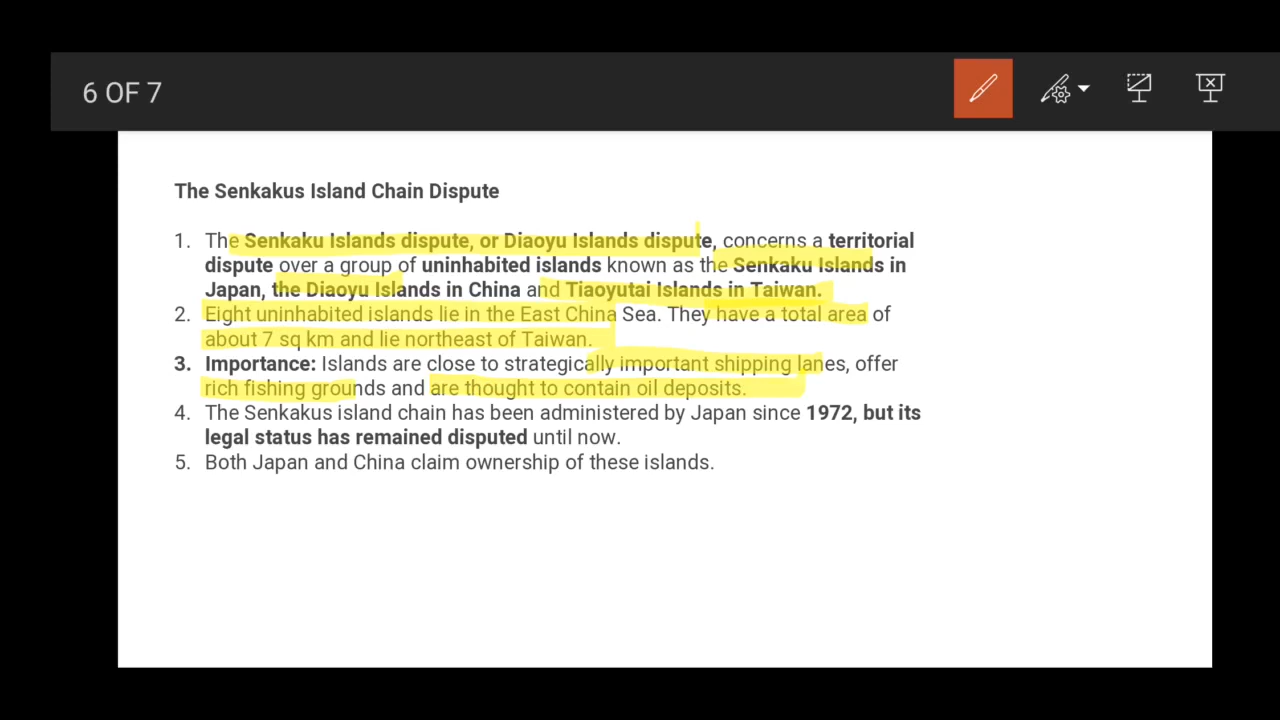 6 OF 7
The Senkakus Island Chain Dispute
1. The Senkaku Islands dispute, or Diaoyu Islands dispute, concerns a territorial
dispute over a group of uninhabited islands known as the Senkaku Islands in
Japan, the Diaoyu Islands in China and Tiaoyutai Islands in Taiwan.
2. Eight uninhabited islands lie in the East China Sea. They have a total area of
about 7 sq km and lie northeast of Taiwan.
3. Importance: Islands are close to strategically important shipping lanes, offer
rich fishing grounds and are thought to contain oil deposits.
4. The Senkakus island chain has been administered by Japan since 1972, but its
legal status has remained disputed until now.
5. Both Japan and China claim ownership of these islands.